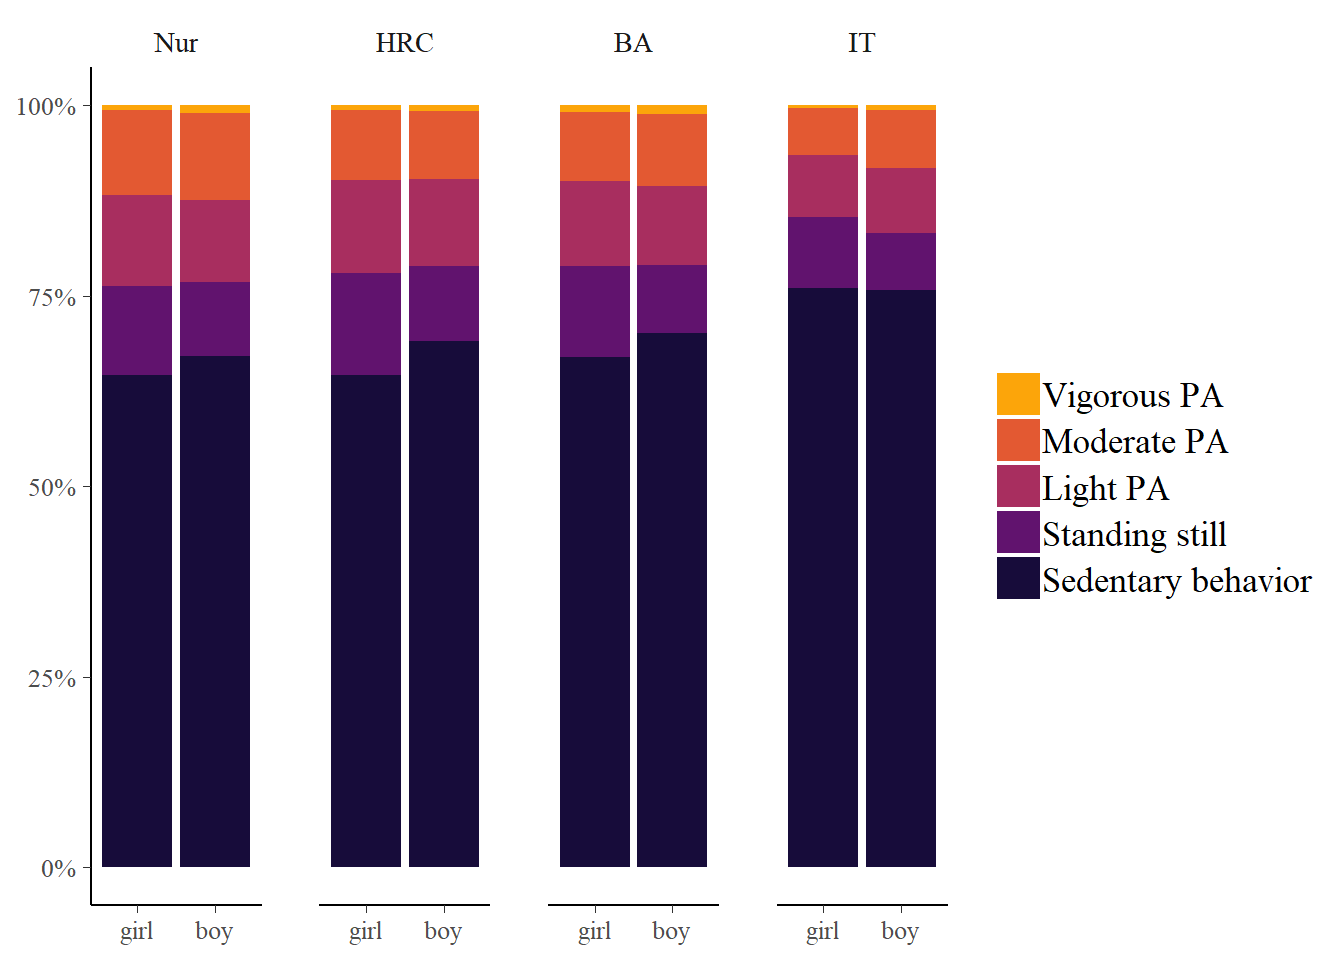 Nur HRC BA IT
100%
75%
50%
25%
0%
girl boy girl boy girl boy girl boy
Vigorous PA
Moderate PA
Light PA
Standing still
Sedentary behavior